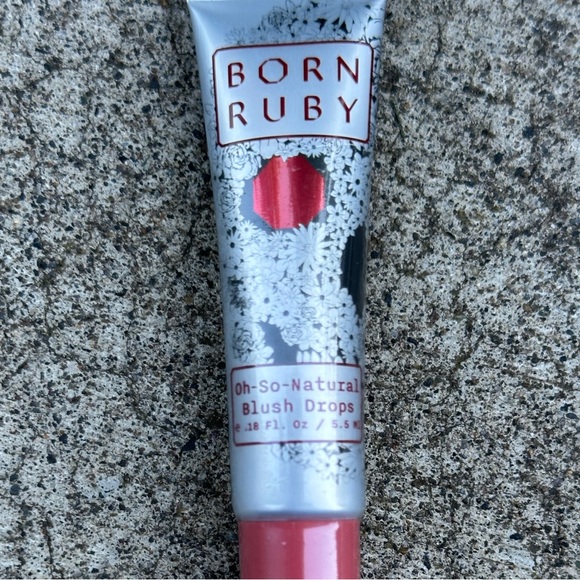 BORN
RUBY
Oh-So-Natural
Blush Drops
℮ .18 Fl. Oz / 5.5 Ml